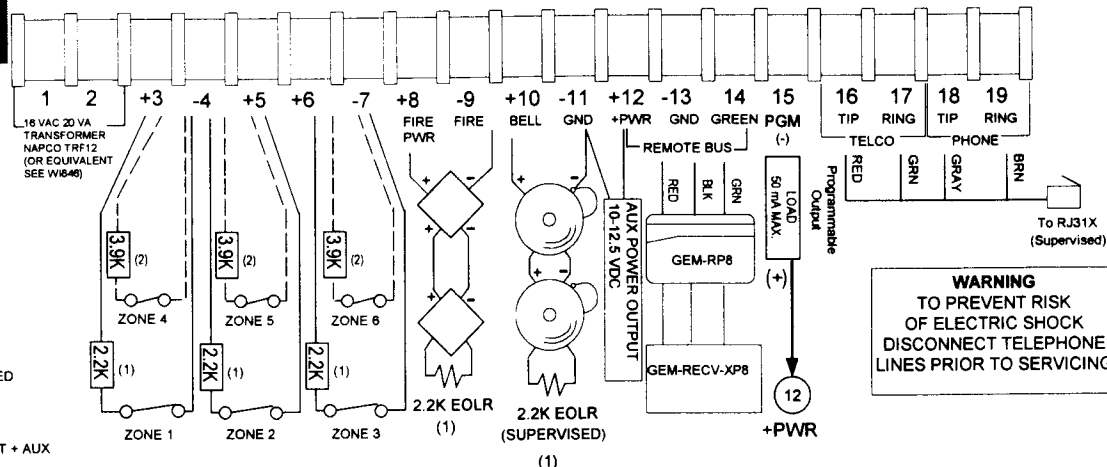 1 2 +3 -4 +5 +6 -7 +8 -9 +10 -11 +12 -13 14 15 16 17 18 19
16 VAC 20 VA
TRANSFORMER
NAPCO TRF12
(OR EQUIVALENT
SEE WI846)
FIRE
PWR
FIRE
BELL
GND
+PWR
GND
GREEN
PGM
(-)
TIP
RING
TIP
RING
REMOTE BUS
TELCO
PHONE
RED
BLK
GRN
LOAD
50 mA MAX.
Programmable
Output
RED
GRN
GRAY
BRN
To RJ31X
(Supervised)
3.9K
(2)
3.9K
(2)
3.9K
(2)
ZONE 4
ZONE 5
ZONE 6
2.2K
(1)
2.2K
(1)
2.2K
(1)
ZONE 1
ZONE 2
ZONE 3
+ -
+ -
+ -
2.2K EOLR
(1)
+ -
+ -
2.2K EOLR
(SUPERVISED)
(1)
AUX POWER OUTPUT
10-12.5 VDC
GEM-RP8
GEM-RECV-XP8
(+)
12
+PWR
WARNING
TO PREVENT RISK
OF ELECTRIC SHOCK
DISCONNECT TELEPHONE
LINES PRIOR TO SERVICING
ED
T + AUX